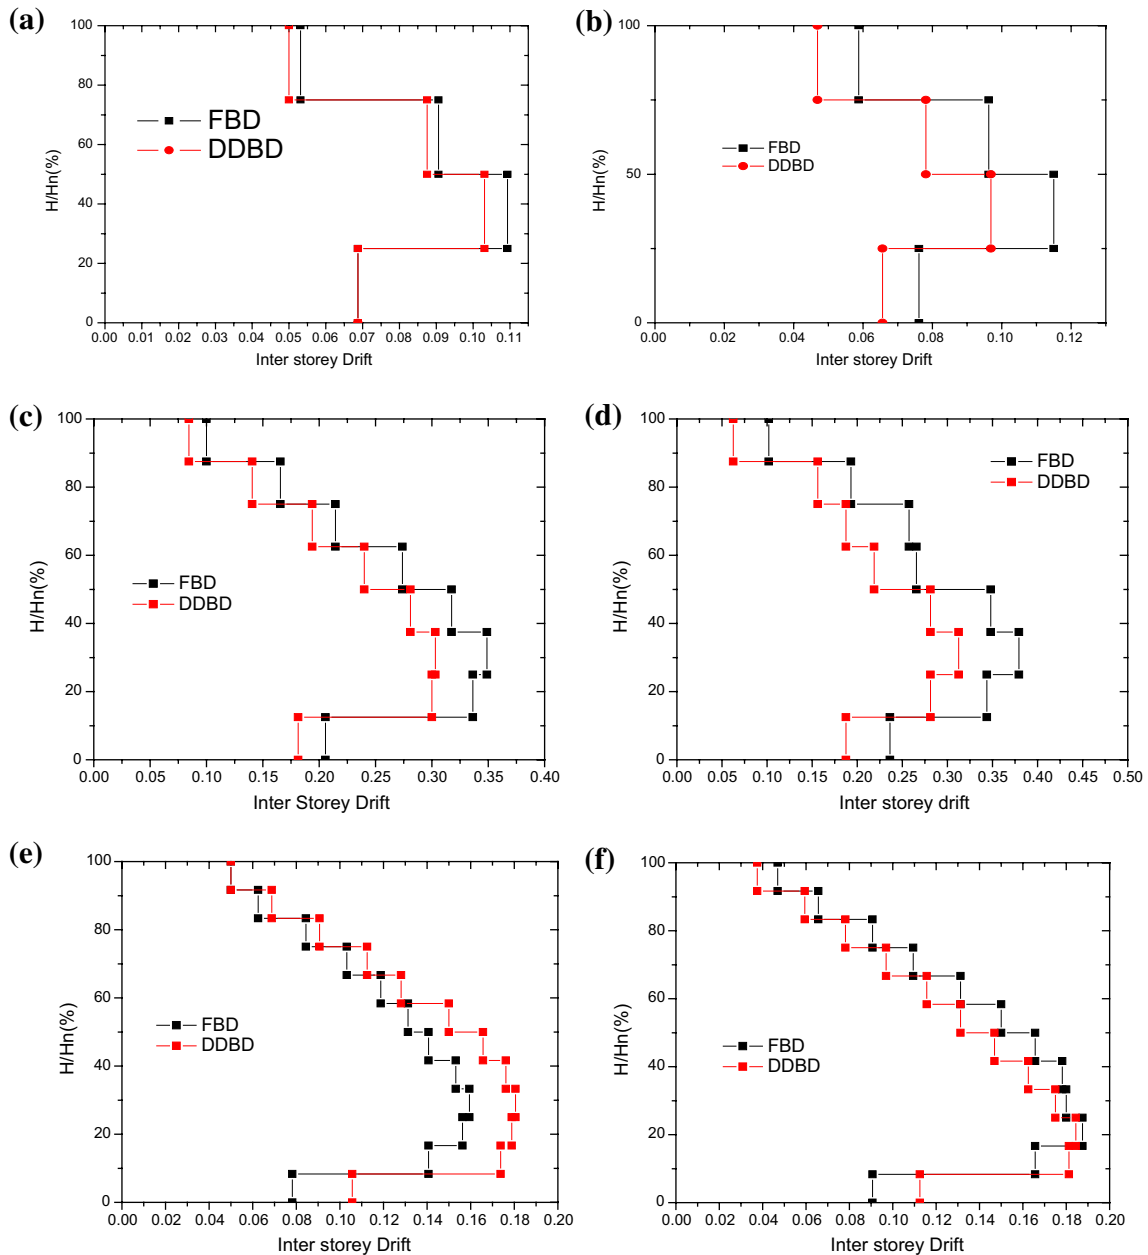 (a)
100
80
60
40
20
0
H/Hn(%)
FBD
DDBD
0.00 0.01 0.02 0.03 0.04 0.05 0.06 0.07 0.08 0.09 0.10 0.11
Inter storey Drift
(b)
100
50
0
H/Hn(%)
FBD
DDBD
0.00 0.02 0.04 0.06 0.08 0.10 0.12
Inter storey Drift
(c)
100
80
60
40
20
0
H/Hn(%)
FBD
DDBD
0.00 0.05 0.10 0.15 0.20 0.25 0.30 0.35 0.40
Inter Storey Drift
(d)
100
80
60
40
20
0
H/Hn(%)
FBD
DDBD
0.00 0.05 0.10 0.15 0.20 0.25 0.30 0.35 0.40 0.45 0.50
Inter storey drift
(e)
100
80
60
40
20
0
H/Hn(%)
FBD
DDBD
0.00 0.02 0.04 0.06 0.08 0.10 0.12 0.14 0.16 0.18 0.20
Inter storey Drift
(f)
100
80
60
40
20
0
H/Hn(%)
FBD
DDBD
0.00 0.02 0.04 0.06 0.08 0.10 0.12 0.14 0.16 0.18 0.20
Inter storey Drift